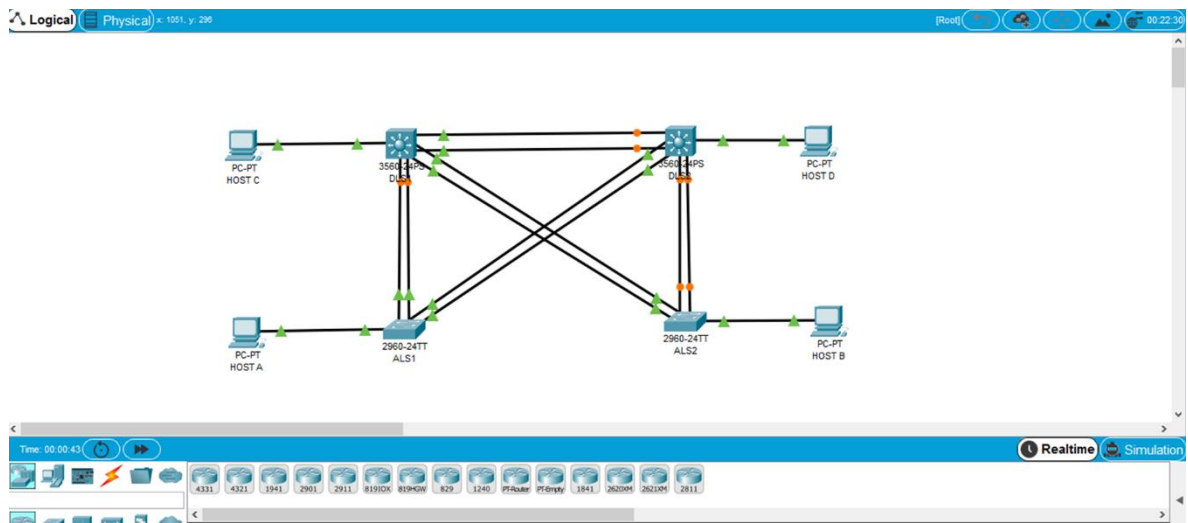 Logical Physical x: 1051, y: 296 [Root] 00:22:30
PC-PT
HOST C
3560-24PS
PC-PT
HOST D
PC-PT
HOST A
2960-24TT
ALS1
2960-24TT
ALS2
PC-PT
HOST B
Time: 00:00:43 Realtime Simulation
4331 4321 1941 2901 2911 819IOX 819HGW 829 1240 PT-Router PT-Empty 1841 2620XM 2621XM 2811